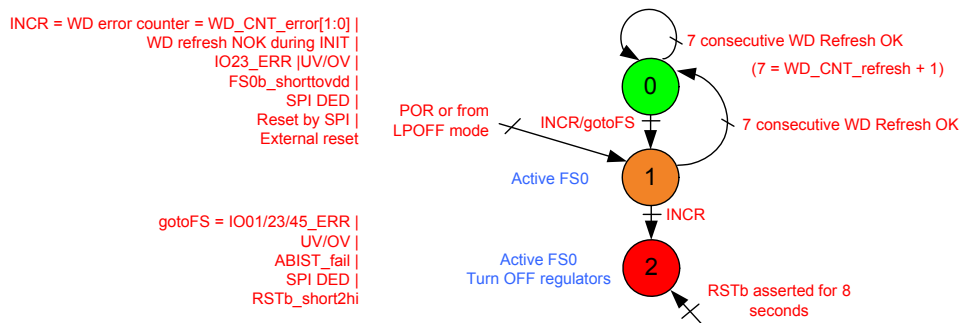 INCR = WD error counter = WD_CNT_error[1:0] |
WD refresh NOK during INIT |
IO23_ERR |UV/OV |
FS0b_shorttovdd |
SPI DED |
Reset by SPI |
External reset
7 consecutive WD Refresh OK
(7 = WD_CNT_refresh + 1)
0
POR or from
LPOFF mode
INCR/gotoFS
7 consecutive WD Refresh OK
Active FS0
1
INCR
gotoFS = IO01/23/45_ERR |
UV/OV |
ABIST_fail |
SPI DED |
RSTb_short2hi
Active FS0
Turn OFF regulators
2
RSTb asserted for 8
seconds